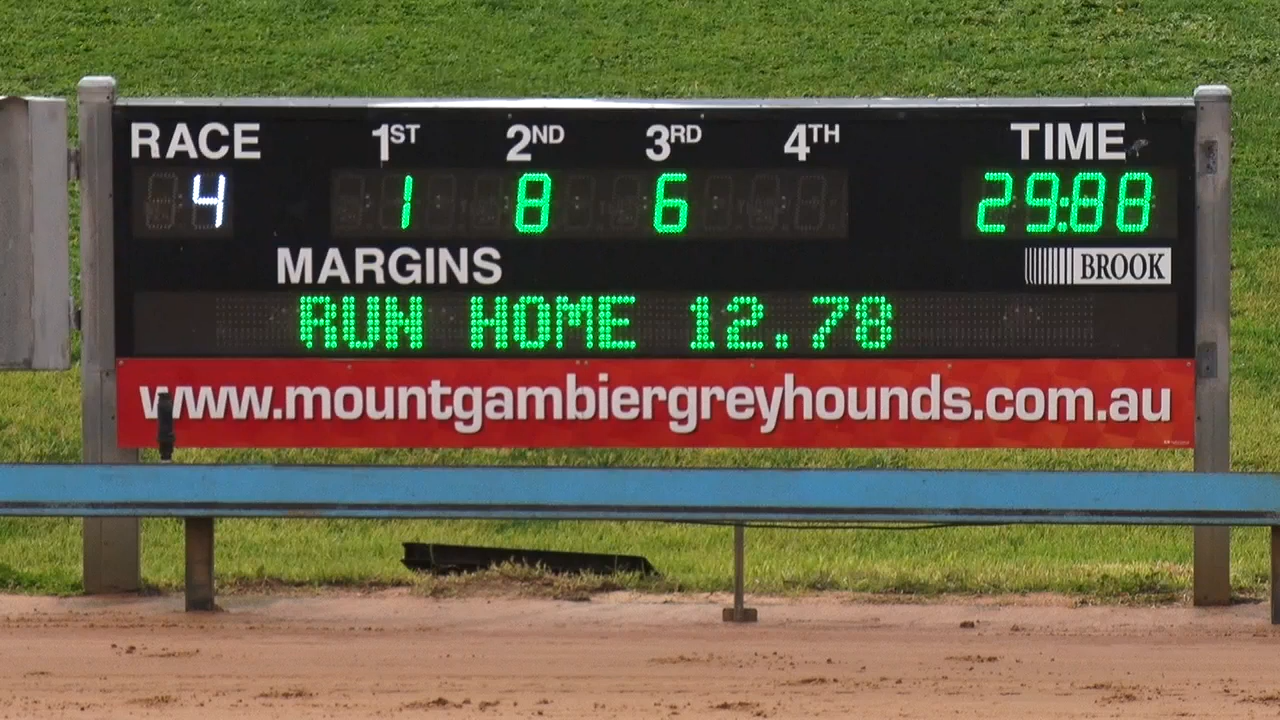 RACE 1ST 2ND 3RD 4TH TIME
4 1 8 6 29:88
MARGINS BROOK
RUN HOME 12.78
www.mountgambiergreyhounds.com.au